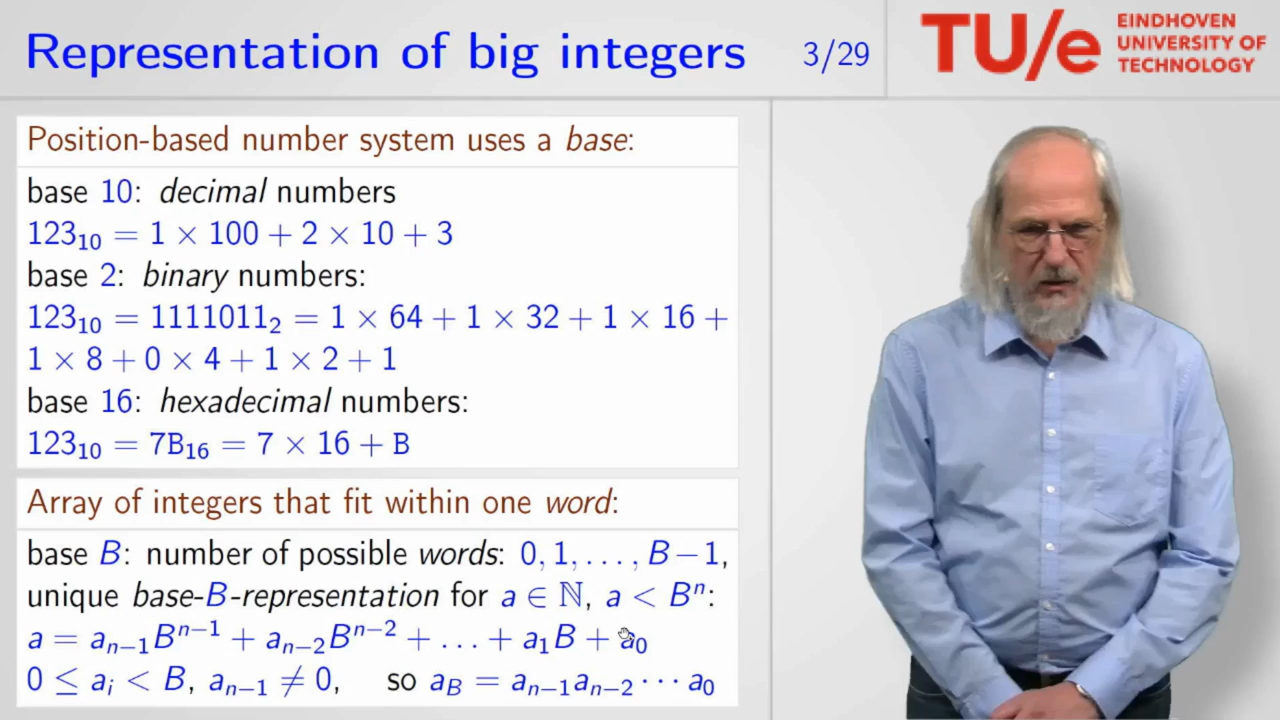 Representation of big integers 3/29
TU/e EINDHOVEN
UNIVERSITY OF
TECHNOLOGY
Position-based number system uses a base:
base 10: decimal numbers
123₁₀ = 1 × 100 + 2 × 10 + 3
base 2: binary numbers:
123₁₀ = 1111011₂ = 1 × 64 + 1 × 32 + 1 × 16 +
1 × 8 + 0 × 4 + 1 × 2 + 1
base 16: hexadecimal numbers:
123₁₀ = 7B₁₆ = 7 × 16 + B
Array of integers that fit within one word:
base B: number of possible words: 0, 1, . . . , B − 1,
unique base-B-representation for a ∈ ℕ, a < Bⁿ:
a = aₙ₋₁Bⁿ⁻¹ + aₙ₋₂Bⁿ⁻² + . . . + a₁B + a₀
0 ≤ aᵢ < B, aₙ₋₁ ≠ 0, so a_B = aₙ₋₁aₙ₋₂ ⋯ a₀